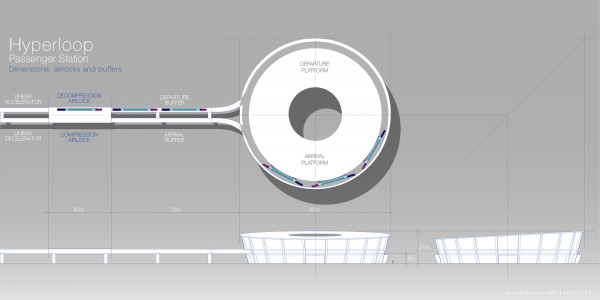 Hyperloop
Passenger Station
Dimensions, airlocks and buffers
DEPARTURE
PLATFORM
LINEAR
ACCELERATOR
DECOMPRESSION
AIRLOCK
DEPARTURE
BUFFER
LINEAR
DECELERATOR
COMPRESSION
AIRLOCK
ARRIVAL
BUFFER
ARRIVAL
PLATFORM